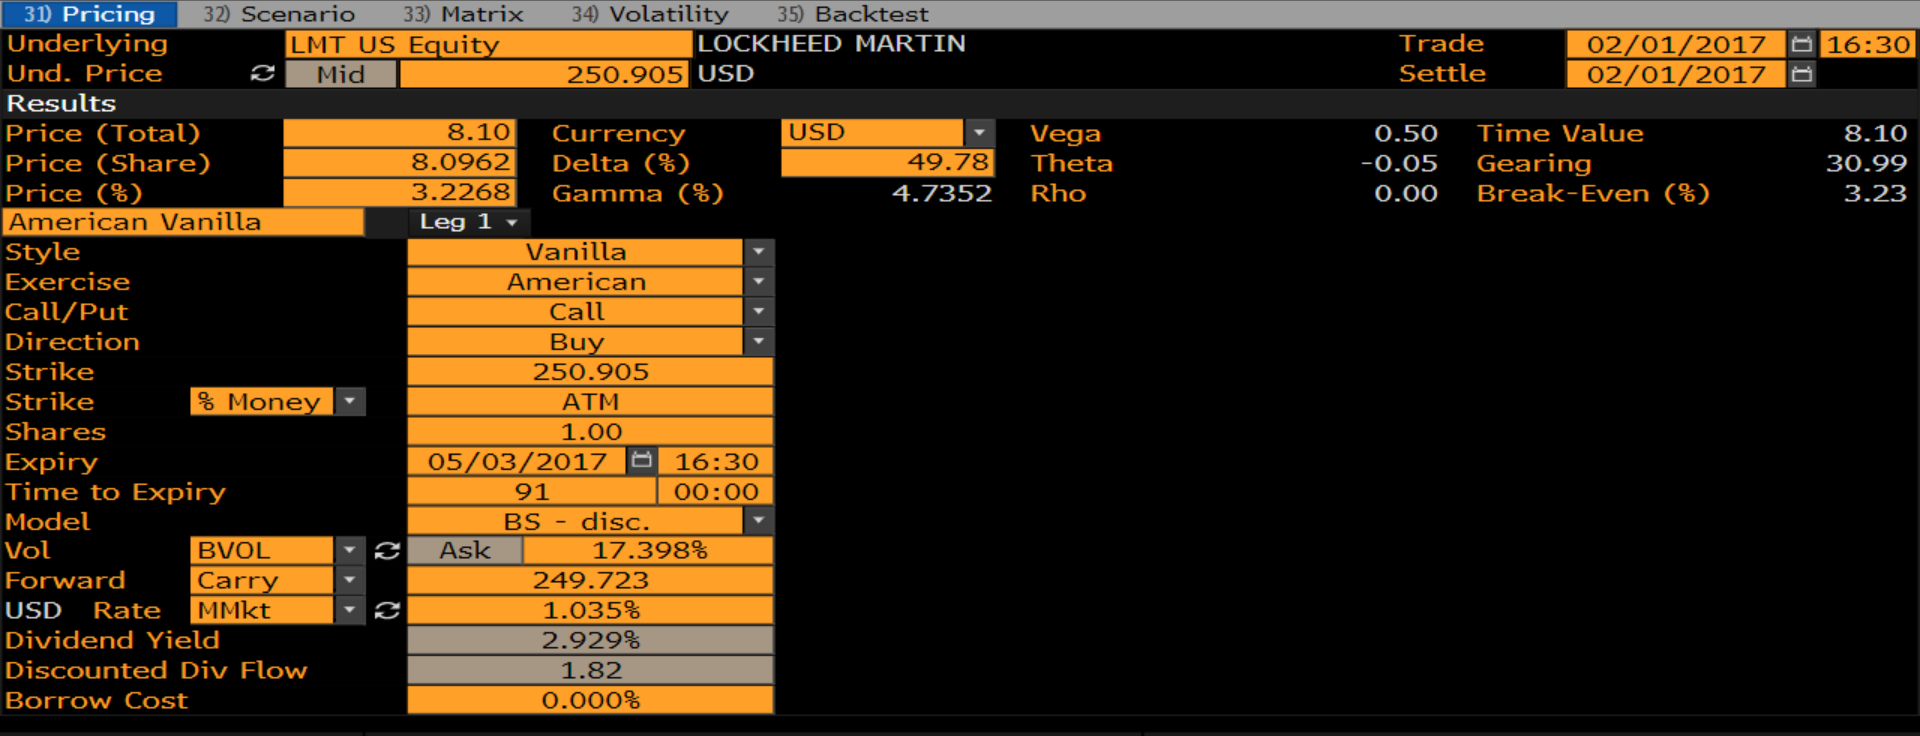 31) Pricing 32) Scenario 33) Matrix 34) Volatility 35) Backtest
Underlying LMT US Equity LOCKHEED MARTIN Trade 02/01/2017 16:30
Und. Price Mid 250.905 USD Settle 02/01/2017
Results
Price (Total) 8.10 Currency USD Vega 0.50 Time Value 8.10
Price (Share) 8.0962 Delta (%) 49.78 Theta -0.05 Gearing 30.99
Price (%) 3.2268 Gamma (%) 4.7352 Rho 0.00 Break-Even (%) 3.23
American Vanilla Leg 1
Style Vanilla
Exercise American
Call/Put Call
Direction Buy
Strike 250.905
Strike % Money ATM
Shares 1.00
Expiry 05/03/2017 16:30
Time to Expiry 91 00:00
Model BS - disc.
Vol BVOL Ask 17.398%
Forward Carry 249.723
USD Rate MMkt 1.035%
Dividend Yield 2.929%
Discounted Div Flow 1.82
Borrow Cost 0.000%